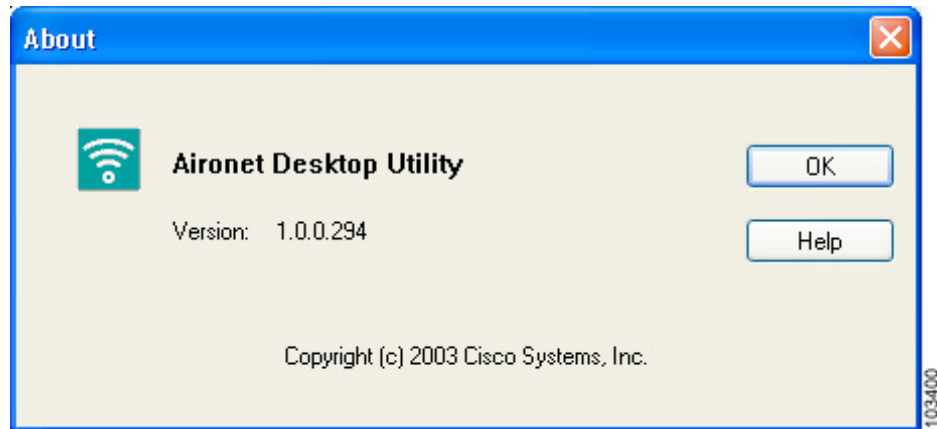 About
Aironet Desktop Utility
OK
Version: 1.0.0.294
Help
Copyright (c) 2003 Cisco Systems, Inc.
103400